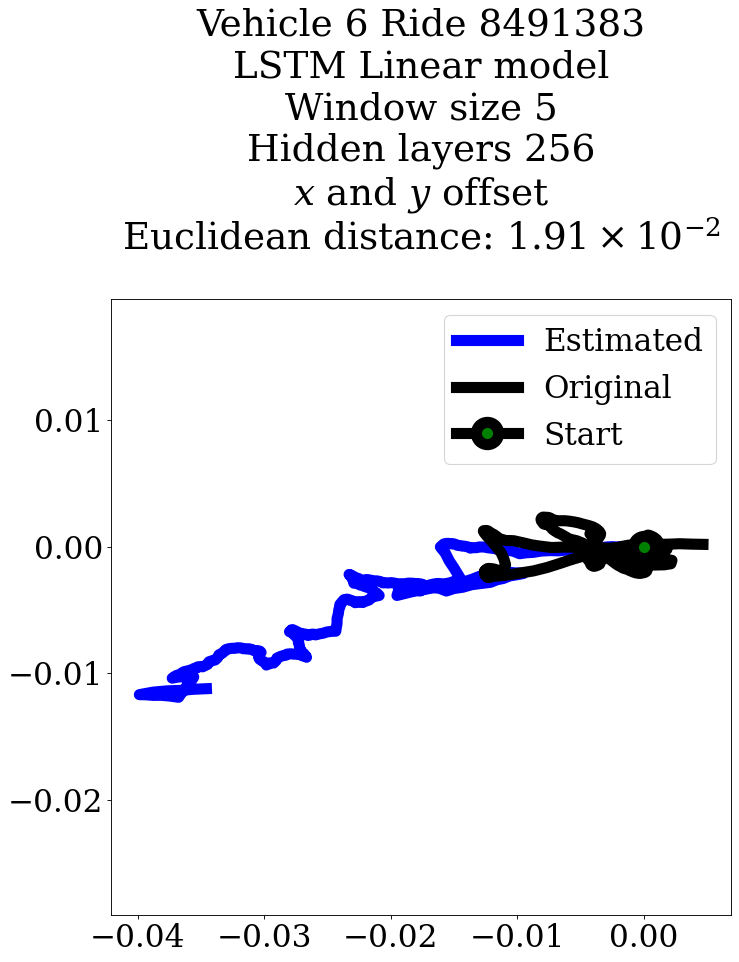 Vehicle 6 Ride 8491383
LSTM Linear model
Window size 5
Hidden layers 256
x and y offset
Euclidean distance: 1.91 × 10⁻²
Estimated
Original
Start
0.01
0.00
−0.01
−0.02
−0.04 −0.03 −0.02 −0.01 0.00